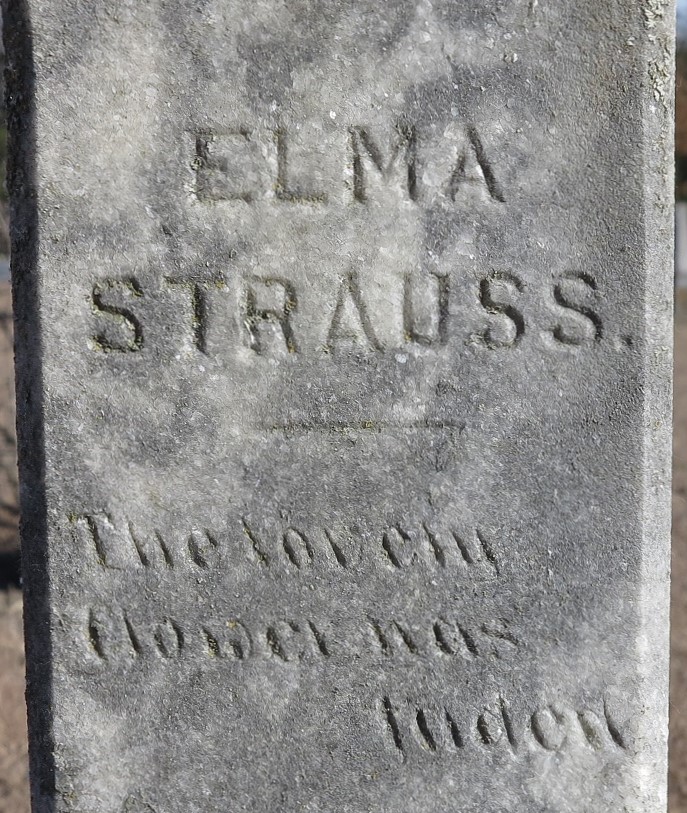 ELMA
STRAUSS.
The lovely
flower was
faded